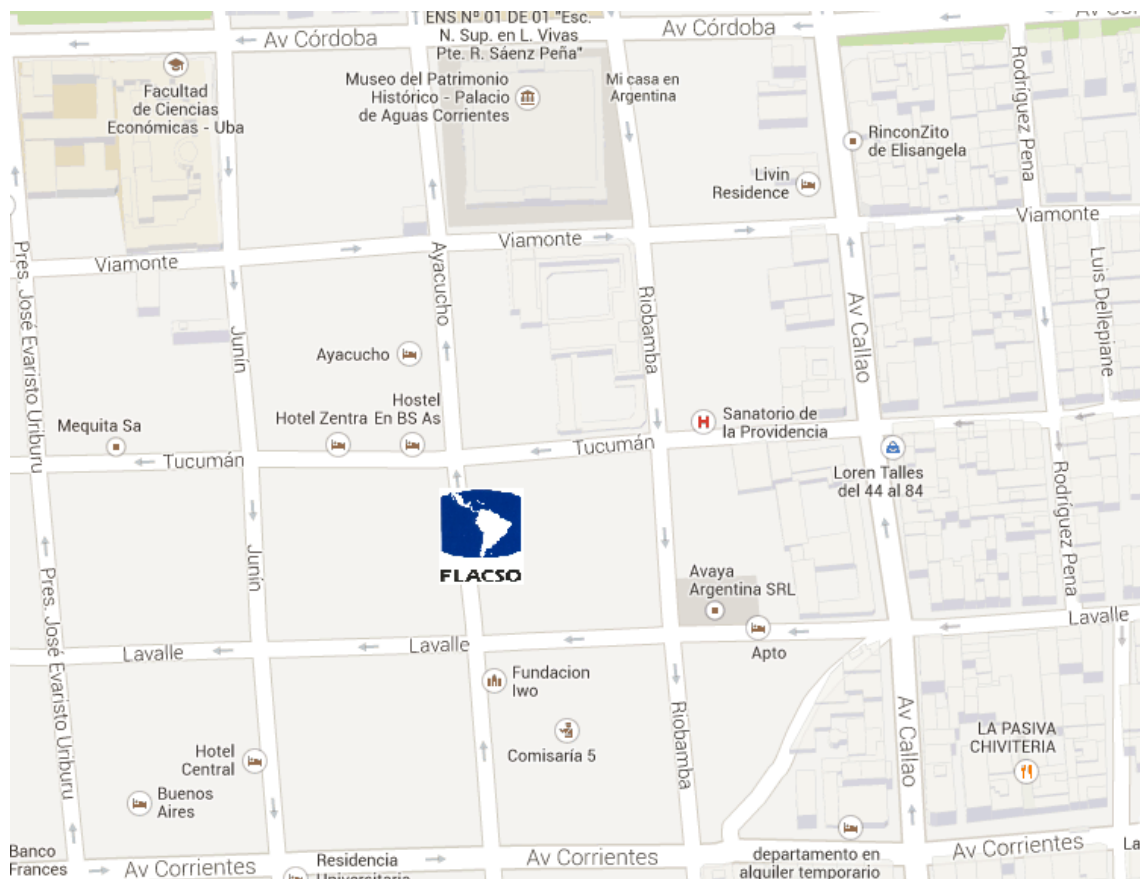 ENS Nº 01 DE 01 "Esc.
N. Sup. en L. Vivas
Pte. R. Sáenz Peña"
Av Córdoba
Av Córdoba
Facultad
de Ciencias
Económicas - Uba
Museo del Patrimonio
Histórico - Palacio
de Aguas Corrientes
Mi casa en
Argentina
Rodríguez Pena
RinconZito
de Elisangela
Livin
Residence
Viamonte
Viamonte
Viamonte
Pres. José Evaristo Uriburu
Junín
Ayacucho
Riobamba
Av Callao
Luis Dellepiane
Ayacucho
Hostel
En BS As
Hotel Zentra
Mequita Sa
Sanatorio de
la Providencia
H
Tucumán
Tucumán
Loren Talles
del 44 al 84
Rodríguez Pena
FLACSO
Junín
Pres. José Evaristo Uriburu
Avaya
Argentina SRL
Apto
Lavalle
Lavalle
Lavalle
Fundacion
Iwo
Comisaría 5
Riobamba
Av Callao
LA PASIVA
CHIVITERIA
Hotel
Central
Buenos
Aires
Banco
Frances
Av Corrientes
Residencia
Av Corrientes
departamento en
alquiler temporario
Av Corrientes
La